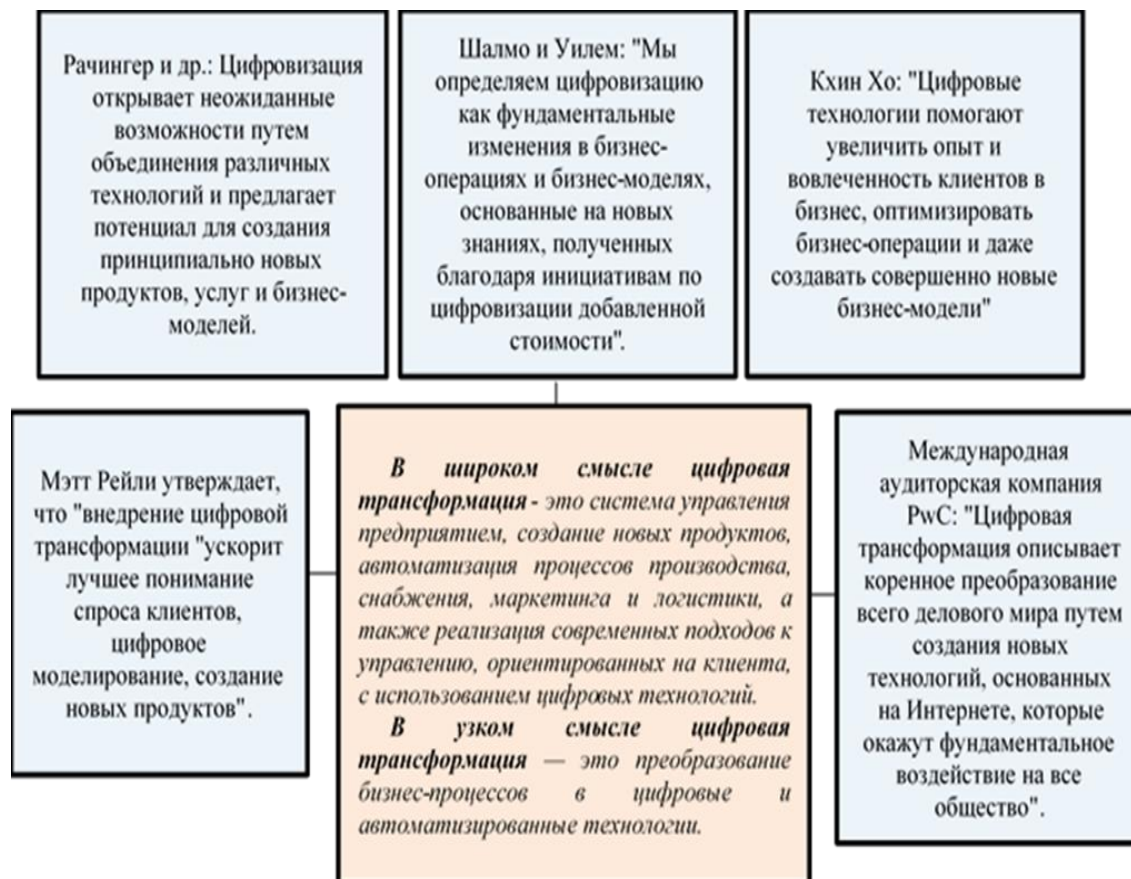 Рачингер и др.: Цифровизация
открывает неожиданные
возможности путем
объединения различных
технологий и предлагает
потенциал для создания
принципиально новых
продуктов, услуг и бизнес-
моделей.
Шалмо и Уилем: "Мы
определяем цифровизацию
как фундаментальные
изменения в бизнес-
операциях и бизнес-моделях,
основанные на новых
знаниях, полученных
благодаря инициативам по
цифровизации добавленной
стоимости".
Кхин Хо: "Цифровые
технологии помогают
увеличить опыт и
вовлеченность клиентов в
бизнес, оптимизировать
бизнес-операции и даже
создавать совершенно новые
бизнес-модели"
Мэтт Рейли утверждает,
что "внедрение цифровой
трансформации "ускорит
лучшее понимание
спроса клиентов,
цифровое
моделирование, создание
новых продуктов".
В широком смысле цифровая
трансформация - это система управления
предприятием, создание новых продуктов,
автоматизация процессов производства,
снабжения, маркетинга и логистики, а
также реализация современных подходов к
управлению, ориентированных на клиента,
с использованием цифровых технологий.
В узком смысле цифровая
трансформация — это преобразование
бизнес-процессов в цифровые и
автоматизированные технологии.
Международная
аудиторская компания
PwC: "Цифровая
трансформация описывает
коренное преобразование
всего делового мира путем
создания новых
технологий, основанных
на Интернете, которые
окажут фундаментальное
воздействие на все
общество".